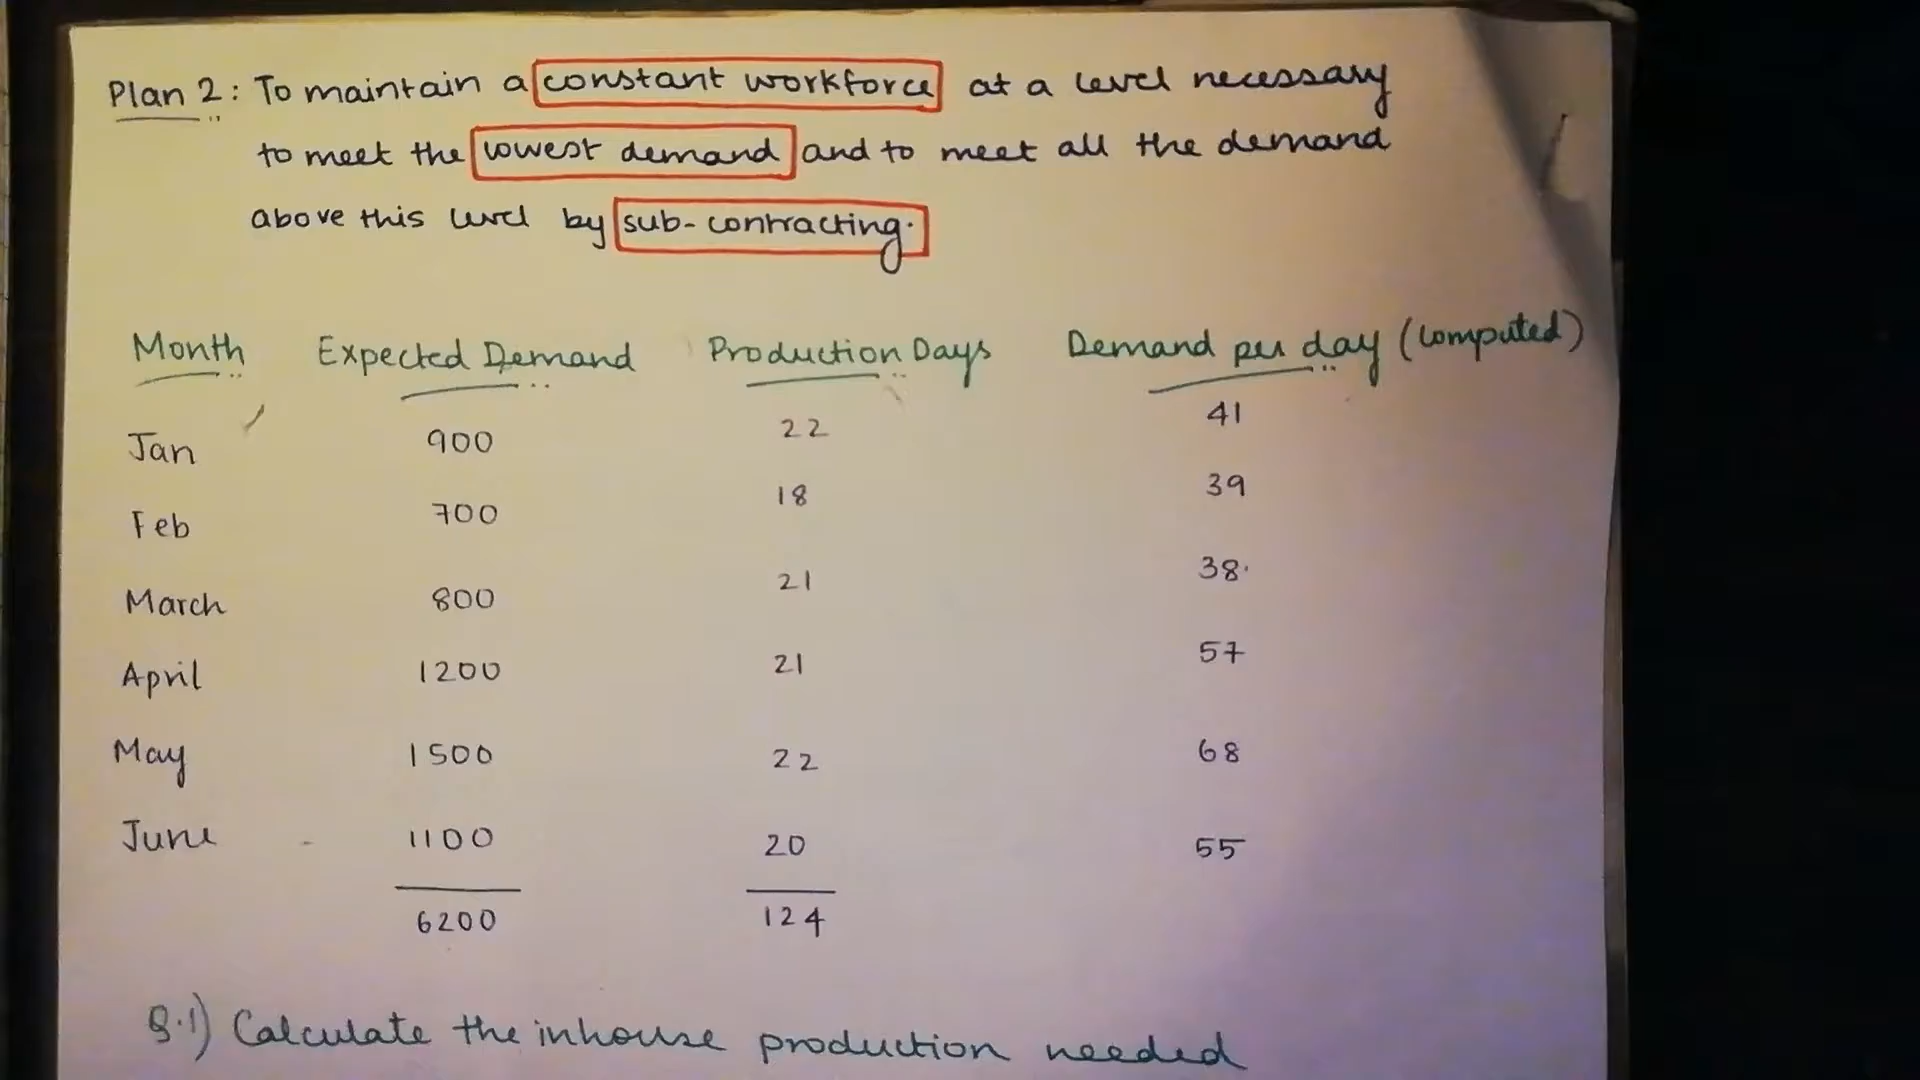 Plan 2: To maintain a constant workforce at a level necessary
to meet the lowest demand and to meet all the demand
above this level by sub-contracting.
Month Expected Demand Production Days Demand per day (computed)
Jan 900 22 41
Feb 700 18 39
March 800 21 38.
April 1200 21 57
May 1500 22 68
June 1100 20 55
6200 124
Q.1) Calculate the inhouse production needed